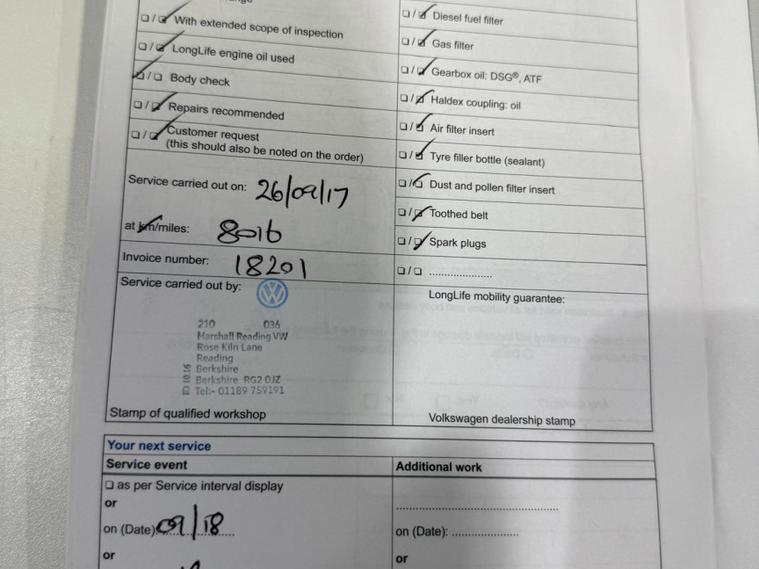 ☐/☑ With extended scope of inspection
☐/☑ LongLife engine oil used
☑/☐ Body check
☐/☑ Repairs recommended
☐/☑ Customer request
(this should also be noted on the order)
Service carried out on: 26/09/17
at km/miles: 8016
Invoice number: 18201
Service carried out by:
210 036
Marshall Reading VW
Rose Kiln Lane
Reading
Berkshire
Berkshire RG2 0JZ
Tel:- 01189 759191
Stamp of qualified workshop
☐/☑ Diesel fuel filter
☐/☑ Gas filter
☐/☑ Gearbox oil: DSG®, ATF
☐/☑ Haldex coupling: oil
☐/☑ Air filter insert
☐/☑ Tyre filler bottle (sealant)
☐/☑ Dust and pollen filter insert
☐/☑ Toothed belt
☐/☑ Spark plugs
☐/☐ .....................
LongLife mobility guarantee:
Volkswagen dealership stamp
Your next service
Service event
☐ as per Service interval display
or
on (Date): 09/18
or
Additional work
on (Date): ....................
or